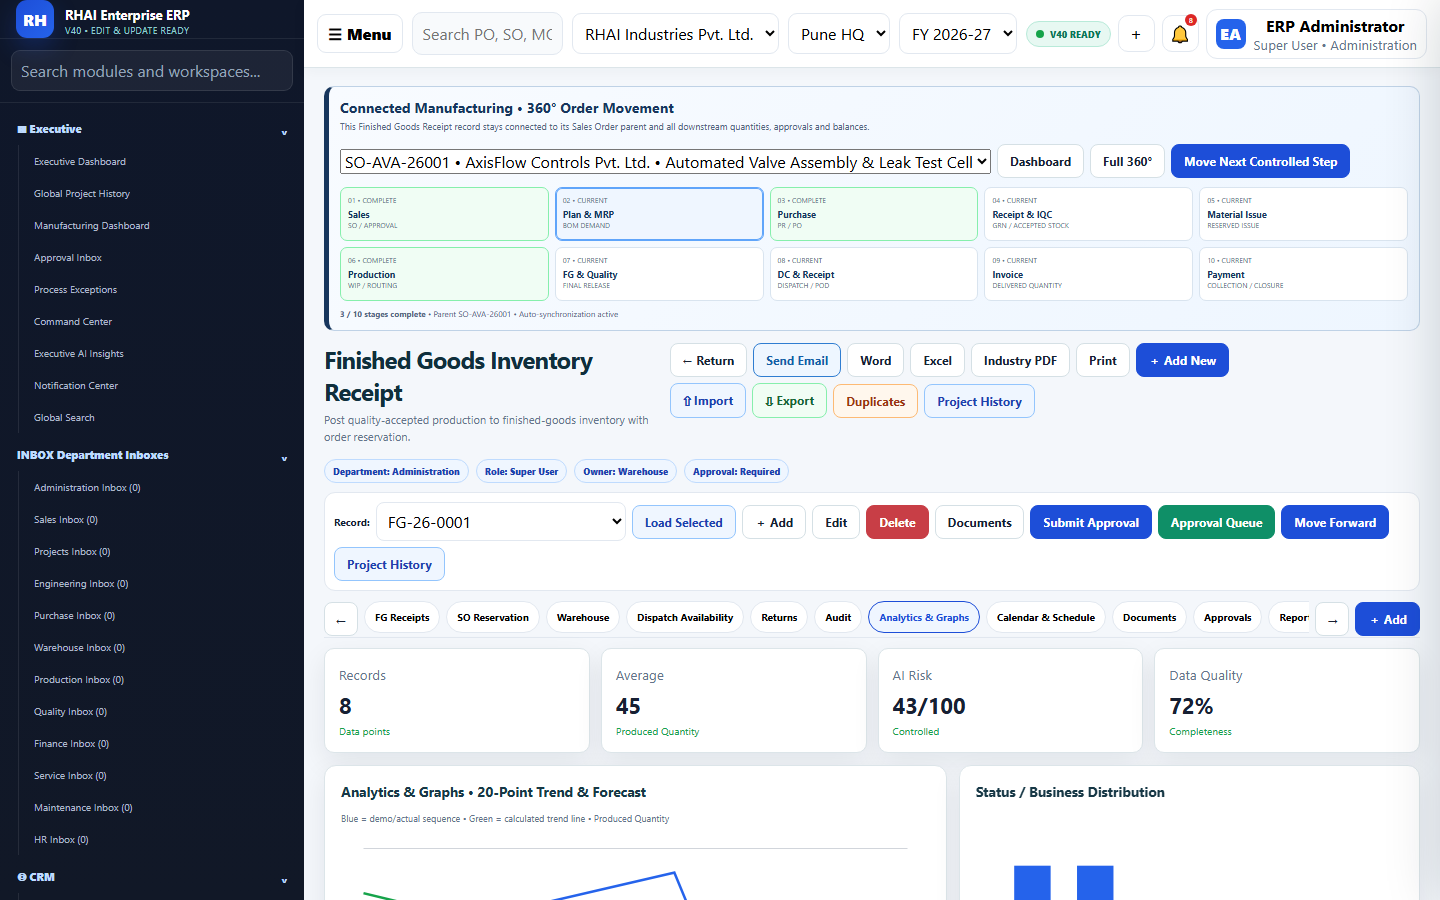 RH
RHAI Enterprise ERP
V40 • EDIT & UPDATE READY
Search modules and workspaces...
Executive
Executive Dashboard
Global Project History
Manufacturing Dashboard
Approval Inbox
Process Exceptions
Command Center
Executive AI Insights
Notification Center
Global Search
INBOX Department Inboxes
Administration Inbox (0)
Sales Inbox (0)
Projects Inbox (0)
Engineering Inbox (0)
Purchase Inbox (0)
Warehouse Inbox (0)
Production Inbox (0)
Quality Inbox (0)
Finance Inbox (0)
Service Inbox (0)
Maintenance Inbox (0)
HR Inbox (0)
CRM
☰ Menu
Search PO, SO, MO
RHAI Industries Pvt. Ltd.
Pune HQ
FY 2026-27
V40 READY
+
8
EA
ERP Administrator
Super User • Administration
Connected Manufacturing • 360° Order Movement
This Finished Goods Receipt record stays connected to its Sales Order parent and all downstream quantities, approvals and balances.
SO-AVA-26001 • AxisFlow Controls Pvt. Ltd. • Automated Valve Assembly & Leak Test Cell
Dashboard
Full 360°
Move Next Controlled Step
01 • COMPLETE
Sales
SO / APPROVAL
02 • CURRENT
Plan & MRP
BOM DEMAND
03 • COMPLETE
Purchase
PR / PO
04 • CURRENT
Receipt & IQC
GRN / ACCEPTED STOCK
05 • CURRENT
Material Issue
RESERVED ISSUE
06 • COMPLETE
Production
WIP / ROUTING
07 • CURRENT
FG & Quality
FINAL RELEASE
08 • CURRENT
DC & Receipt
DISPATCH / POD
09 • CURRENT
Invoice
DELIVERED QUANTITY
10 • CURRENT
Payment
COLLECTION / CLOSURE
3 / 10 stages complete • Parent SO-AVA-26001 • Auto-synchronization active
Finished Goods Inventory
Receipt
Post quality-accepted production to finished-goods inventory with
order reservation.
← Return
Send Email
Word
Excel
Industry PDF
Print
+ Add New
⇧ Import
⇩ Export
Duplicates
Project History
Department: Administration
Role: Super User
Owner: Warehouse
Approval: Required
Record:
FG-26-0001
Load Selected
+ Add
Edit
Delete
Documents
Submit Approval
Approval Queue
Move Forward
Project History
←
FG Receipts
SO Reservation
Warehouse
Dispatch Availability
Returns
Audit
Analytics & Graphs
Calendar & Schedule
Documents
Approvals
Repor
→
+ Add
Records
8
Data points
Average
45
Produced Quantity
AI Risk
43/100
Controlled
Data Quality
72%
Completeness
Analytics & Graphs • 20-Point Trend & Forecast
Blue = demo/actual sequence • Green = calculated trend line • Produced Quantity
Status / Business Distribution